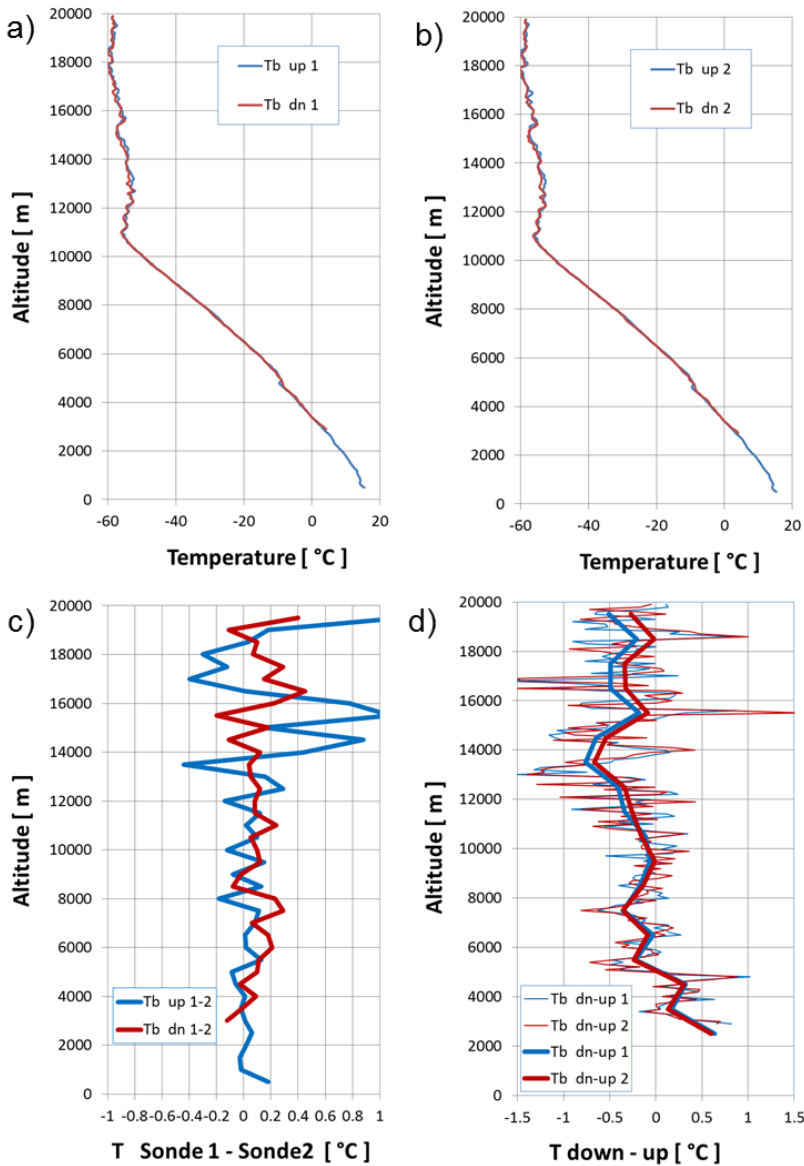 a)
20000
18000
16000
14000
12000
10000
8000
6000
4000
2000
0
Altitude [ m ]
Tb up 1
Tb dn 1
-60 -40 -20 0 20
Temperature [ °C ]
b)
20000
18000
16000
14000
12000
10000
8000
6000
4000
2000
0
Altitude [ m ]
Tb up 2
Tb dn 2
-60 -40 -20 0 20
Temperature [ °C ]
c)
20000
18000
16000
14000
12000
10000
8000
6000
4000
2000
0
Altitude [ m ]
Tb up 1-2
Tb dn 1-2
-1 -0.8 -0.6 -0.4 -0.2 0 0.2 0.4 0.6 0.8 1
T Sonde 1 - Sonde2 [ °C ]
d)
20000
18000
16000
14000
12000
10000
8000
6000
4000
2000
0
Altitude [ m ]
Tb dn-up 1
Tb dn-up 2
Tb dn-up 1
Tb dn-up 2
-1.5 -1 -0.5 0 0.5 1 1.5
T down - up [ °C ]